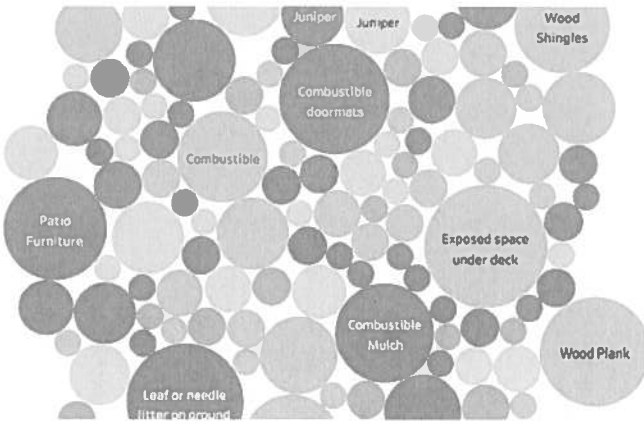 Juniper
Juniper
Wood
Shingles
Combustible
doormats
Combustible
Patio
Furniture
Exposed space
under deck
Combustible
Mulch
Wood Plank
Leaf or needle
litter on ground